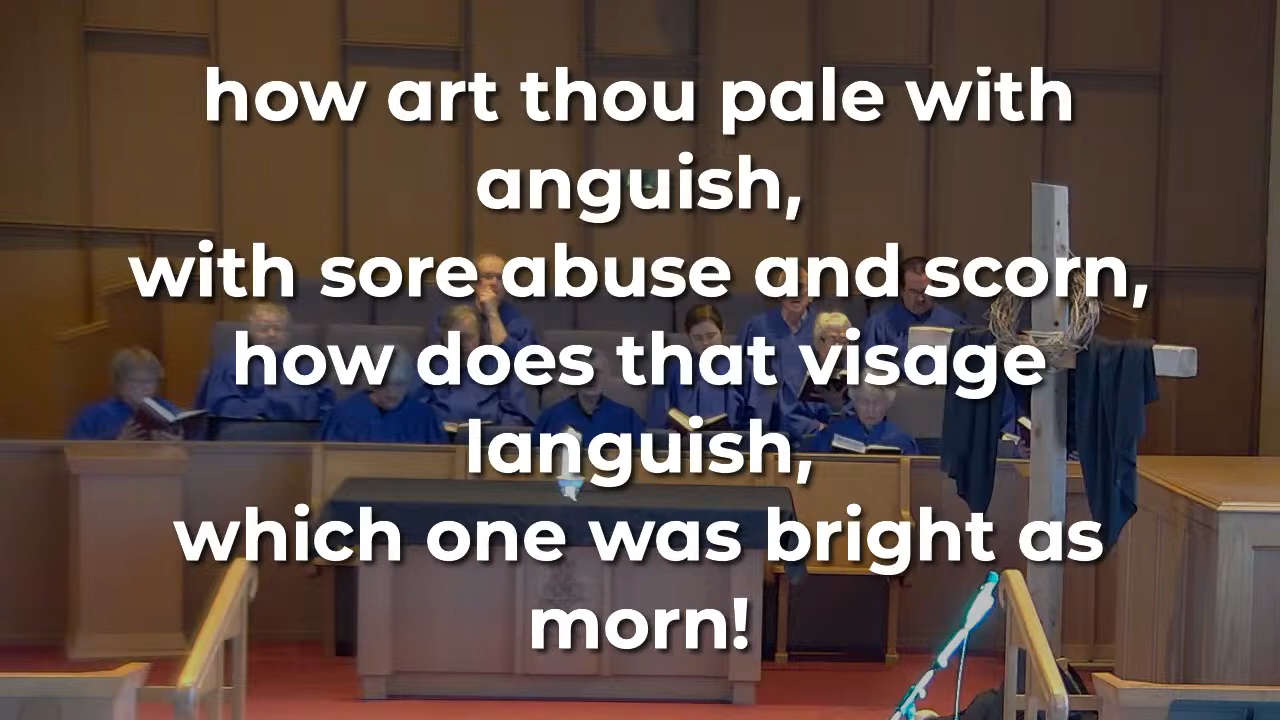 how art thou pale with
anguish,
with sore abuse and scorn,
how does that visage
languish,
which one was bright as
morn!